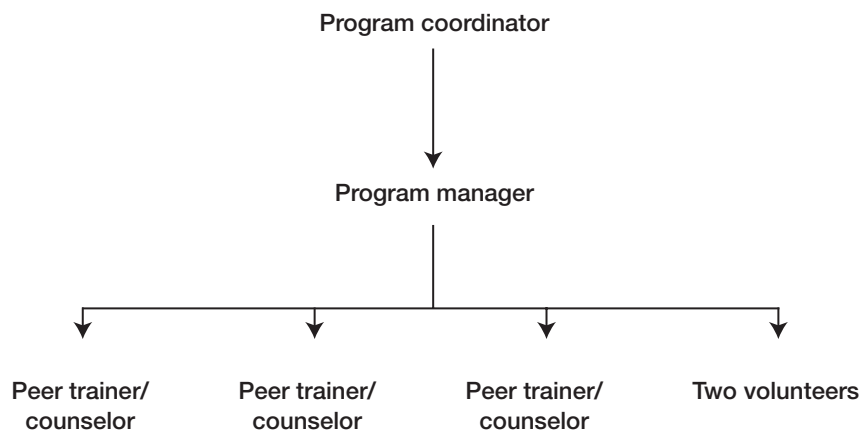 Program coordinator
Program manager
Peer trainer/
counselor
Peer trainer/
counselor
Peer trainer/
counselor
Two volunteers